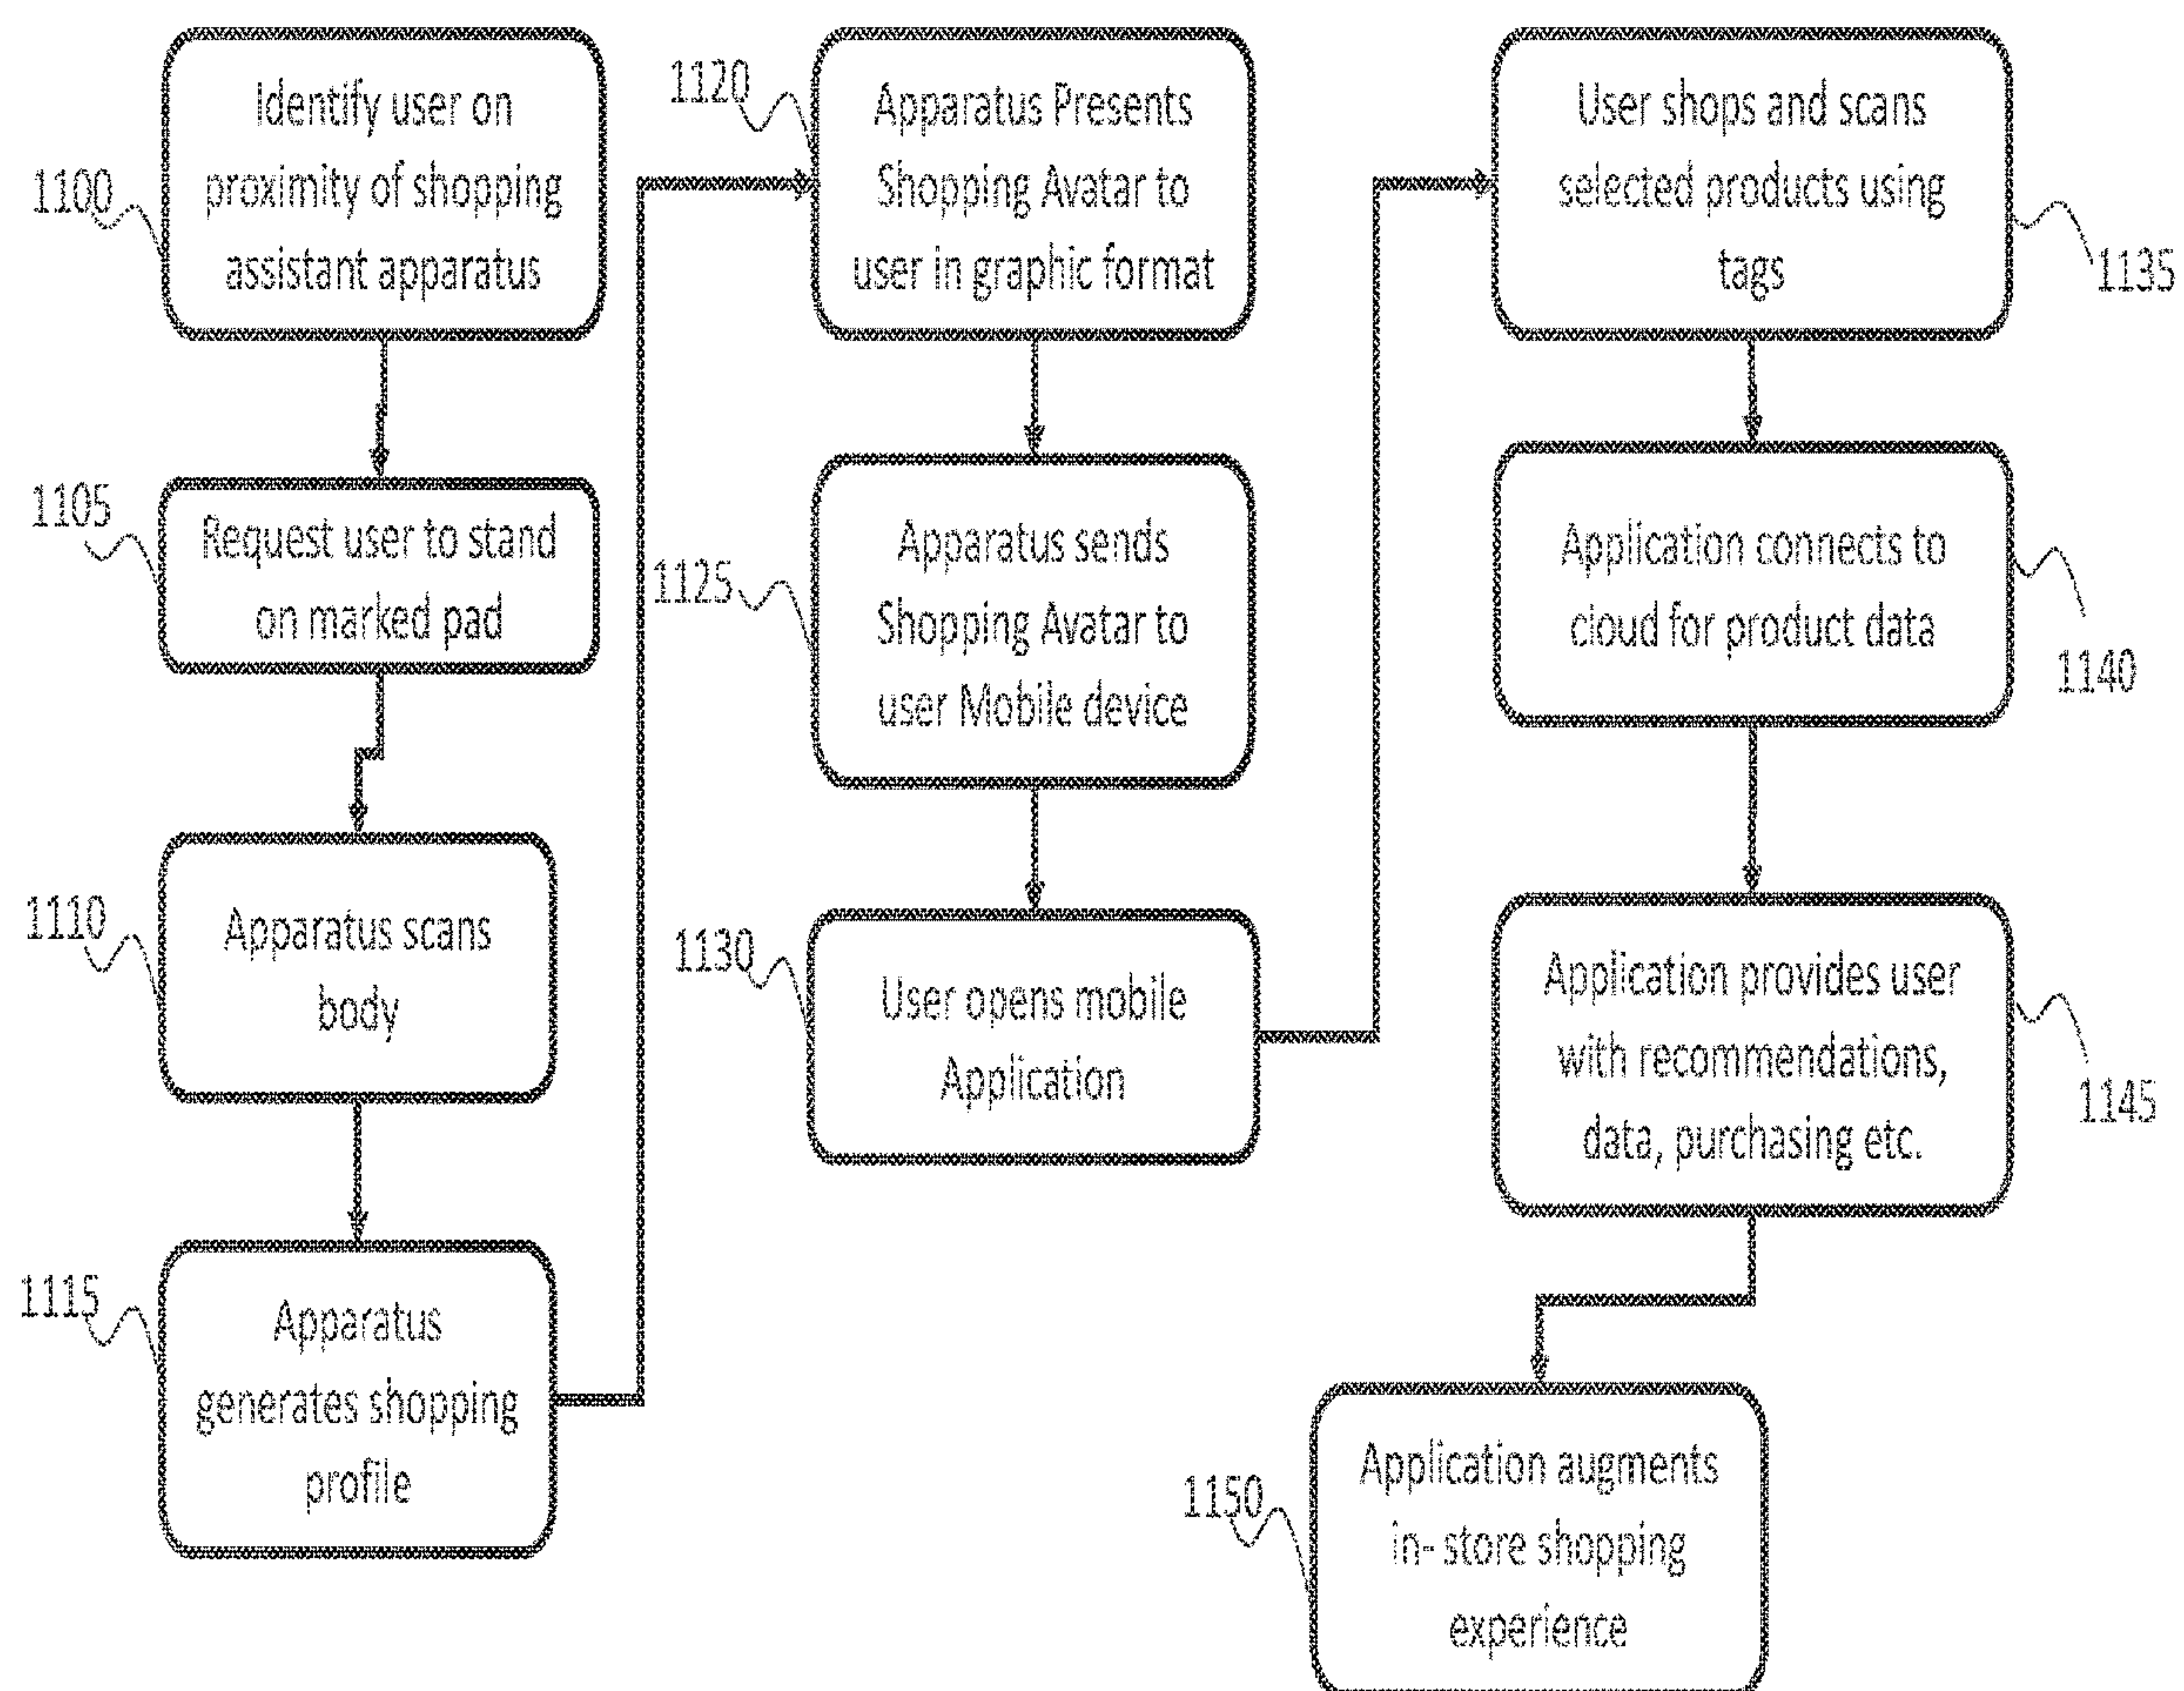 1100
Identify user on
proximity of shopping
assistant apparatus
1105
Request user to stand
on marked pad
1110
Apparatus scans
body
1115
Apparatus
generates shopping
profile
1120
Apparatus Presents
Shopping Avatar to
user in graphic format
1125
Apparatus sends
Shopping Avatar to
user Mobile device
1130
User opens mobile
Application
User shops and scans
selected products using
tags
1135
Application connects to
cloud for product data
1140
Application provides user
with recommendations,
data, purchasing etc.
1145
1150
Application augments
in- store shopping
experience